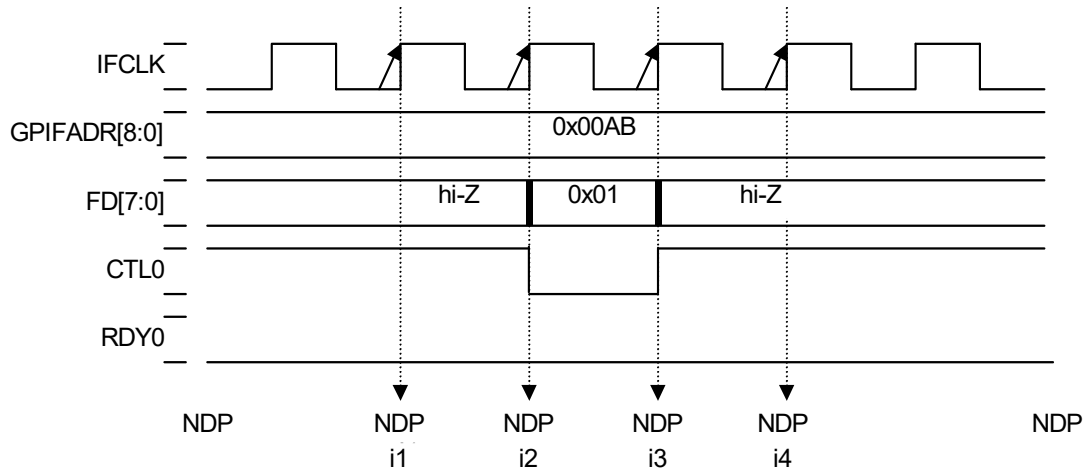 IFCLK
GPIFADR[8:0]
0x00AB
FD[7:0]
hi-Z
0x01
hi-Z
CTL0
RDY0
NDP NDP NDP NDP NDP NDP
i1 i2 i3 i4